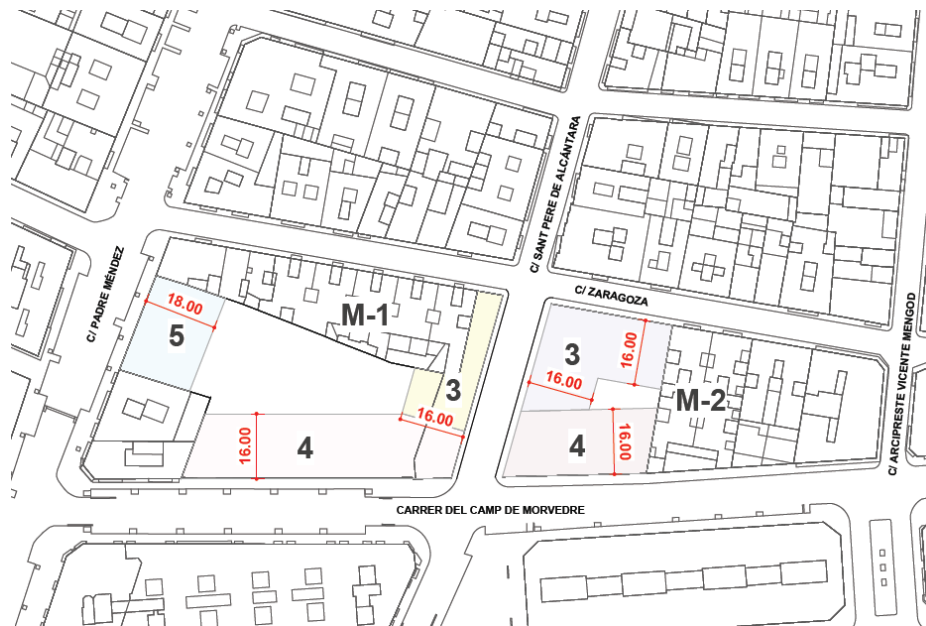 C/ SANT PERE DE ALCÁNTARA
C/ PADRE MÉNDEZ
C/ ZARAGOZA
C/ ARCIPRESTE VICENTE MENGOD
18.00
M-1
5
3
16.00
3
16.00
16.00
M-2
16.00
4
16.00
4
CARRER DEL CAMP DE MORVEDRE